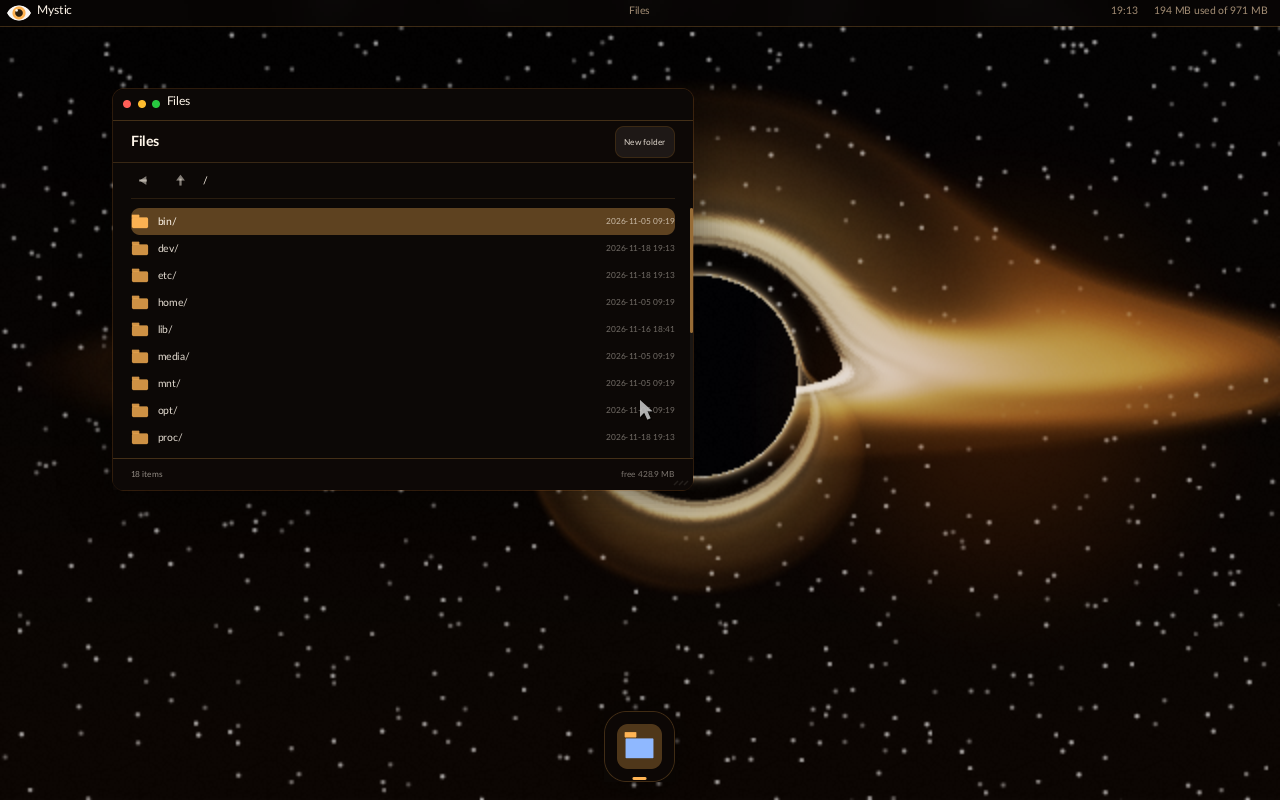 Mystic
Files
19:13 194 MB used of 971 MB
Files
Files
New folder
/
bin/ 2026-11-05 09:19
dev/ 2026-11-18 19:13
etc/ 2026-11-18 19:13
home/ 2026-11-05 09:19
lib/ 2026-11-16 18:41
media/ 2026-11-05 09:19
mnt/ 2026-11-05 09:19
opt/ 09:19
proc/ 2026-11-18 19:13
18 items free 428.9 MB